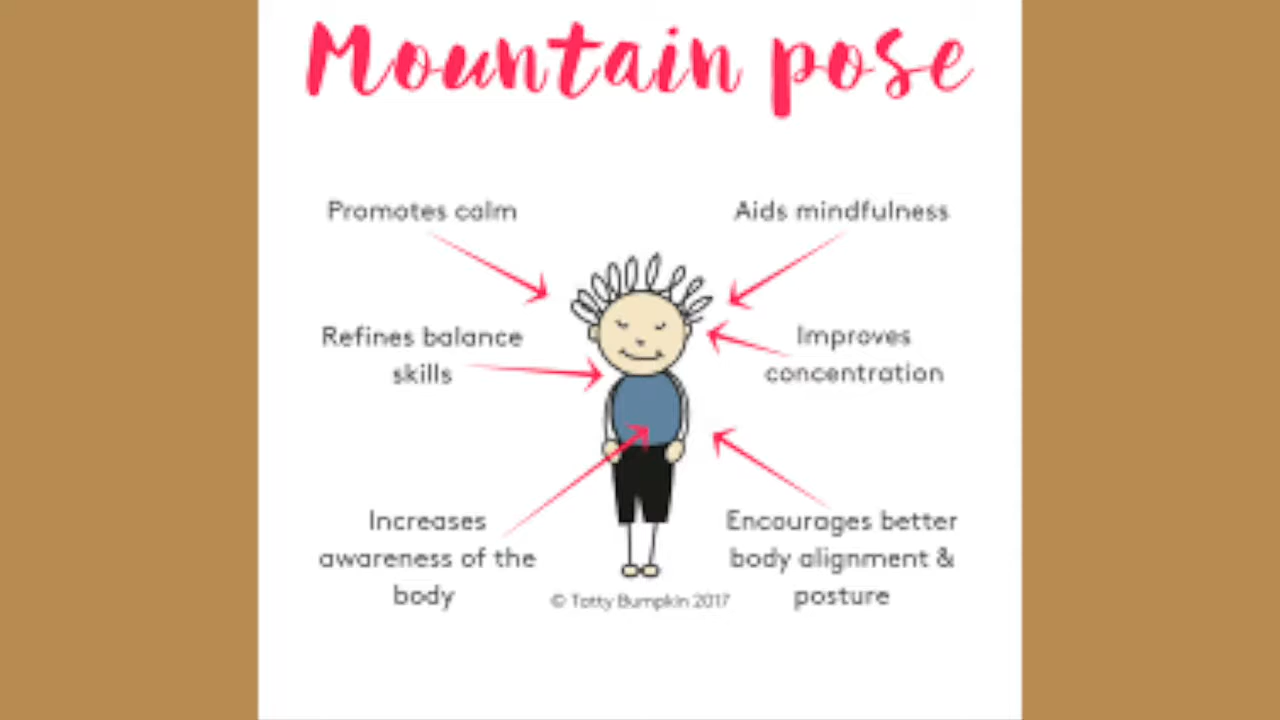 Mountain pose
Promotes calm
Aids mindfulness
Refines balance
skills
Improves
concentration
Increases
awareness of the
body
Encourages better
body alignment &
posture
© Tatty Bumpkin 2017